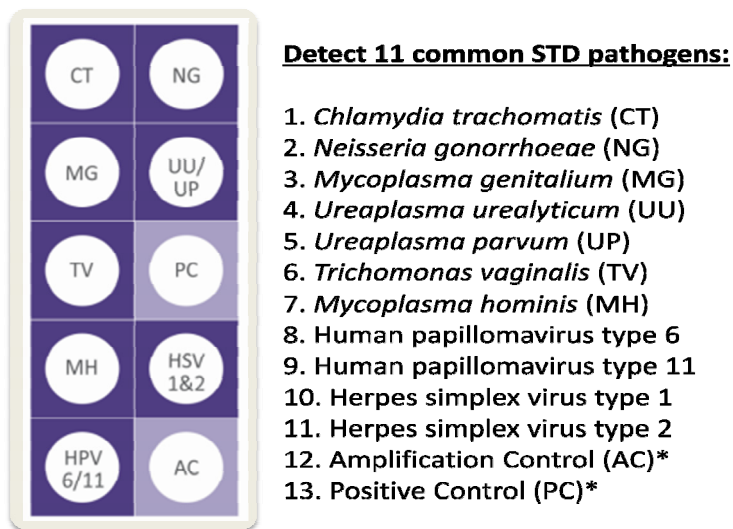 CT
NG
MG
UU/
UP
TV
PC
MH
HSV
1&2
HPV
6/11
AC
Detect 11 common STD pathogens:
1. Chlamydia trachomatis (CT)
2. Neisseria gonorrhoeae (NG)
3. Mycoplasma genitalium (MG)
4. Ureaplasma urealyticum (UU)
5. Ureaplasma parvum (UP)
6. Trichomonas vaginalis (TV)
7. Mycoplasma hominis (MH)
8. Human papillomavirus type 6
9. Human papillomavirus type 11
10. Herpes simplex virus type 1
11. Herpes simplex virus type 2
12. Amplification Control (AC)*
13. Positive Control (PC)*